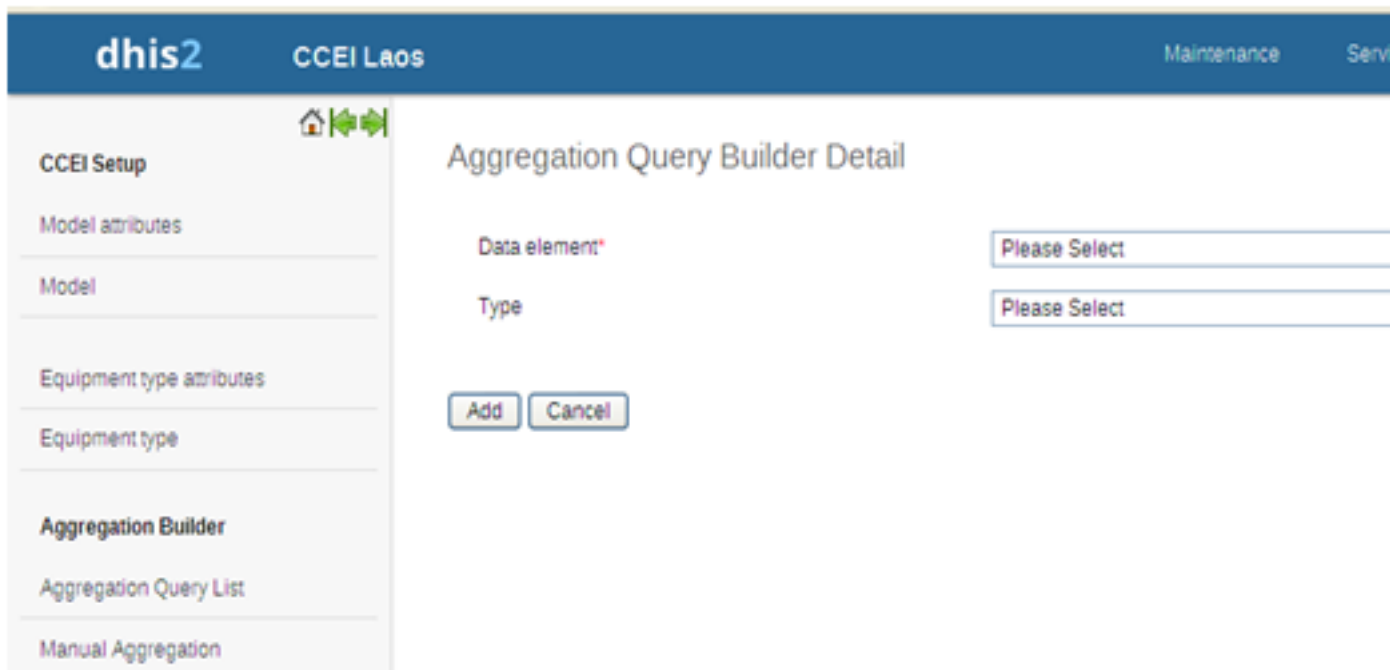 dhis2 CCEI Laos Maintenance Servi
CCEI Setup
Model attributes
Model
Equipment type attributes
Equipment type
Aggregation Builder
Aggregation Query List
Manual Aggregation
Aggregation Query Builder Detail
Data element* Please Select
Type Please Select
Add Cancel